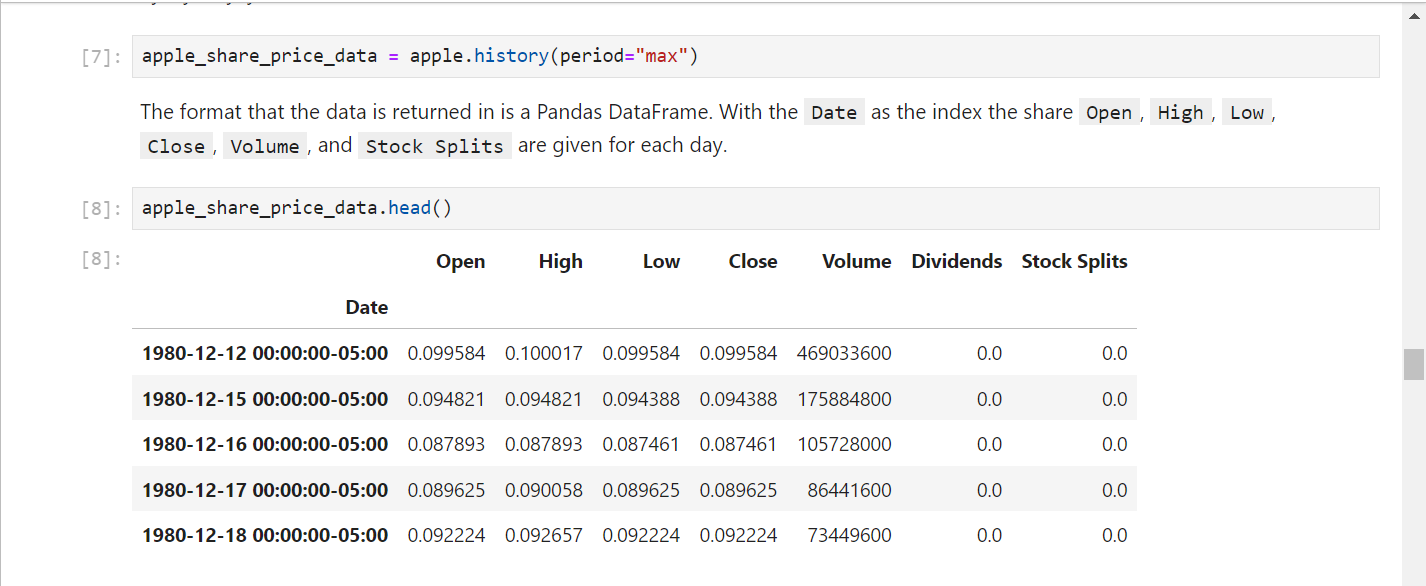 [7]: apple_share_price_data = apple.history(period="max")
The format that the data is returned in is a Pandas DataFrame. With the Date as the index the share Open, High, Low,
Close, Volume, and Stock Splits are given for each day.
[8]: apple_share_price_data.head()
[8]: Open High Low Close Volume Dividends Stock Splits
Date
1980-12-12 00:00:00-05:00 0.099584 0.100017 0.099584 0.099584 469033600 0.0 0.0
1980-12-15 00:00:00-05:00 0.094821 0.094821 0.094388 0.094388 175884800 0.0 0.0
1980-12-16 00:00:00-05:00 0.087893 0.087893 0.087461 0.087461 105728000 0.0 0.0
1980-12-17 00:00:00-05:00 0.089625 0.090058 0.089625 0.089625 86441600 0.0 0.0
1980-12-18 00:00:00-05:00 0.092224 0.092657 0.092224 0.092224 73449600 0.0 0.0